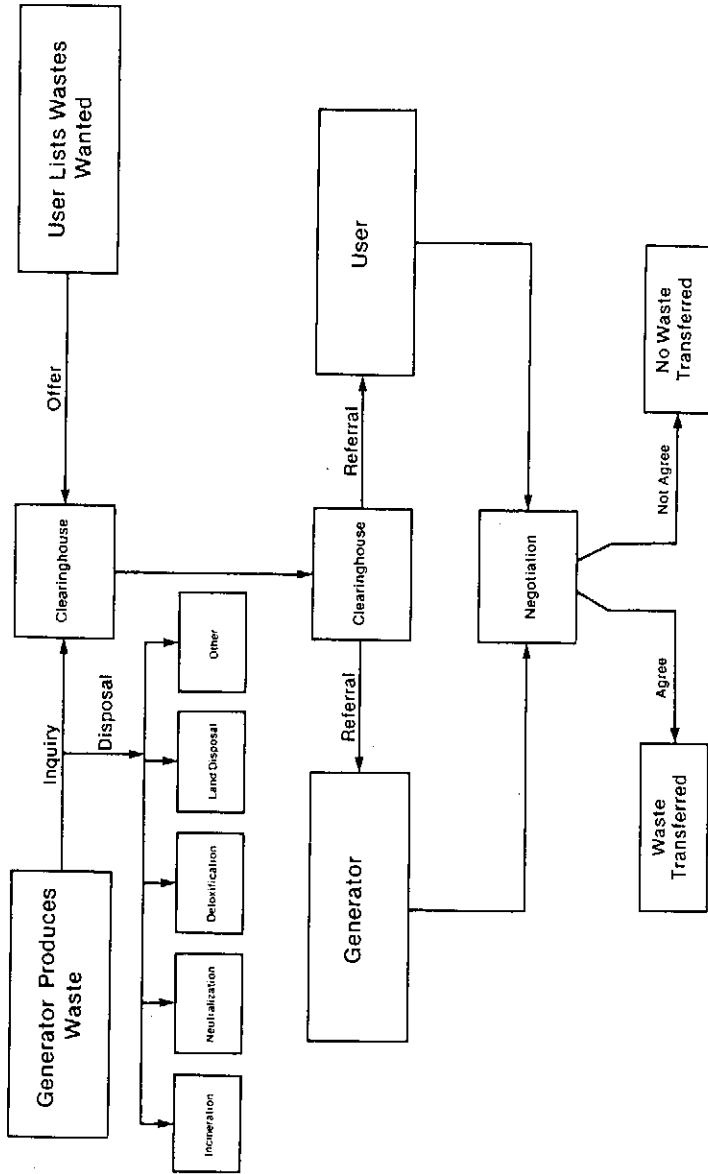 Generator Produces
Waste
Inquiry
Clearinghouse
Offer
User Lists Wastes
Wanted
Disposal
Incineration
Neutralization
Detoxification
Land Disposal
Other
Generator
Referral
Clearinghouse
Referral
User
Negotiation
Agree
Not Agree
Waste
Transferred
No Waste
Transferred